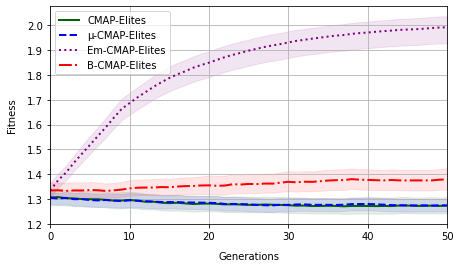 CMAP-Elites
μ-CMAP-Elites
Em-CMAP-Elites
B-CMAP-Elites
Fitness
2.0
1.9
1.8
1.7
1.6
1.5
1.4
1.3
1.2
0 10 20 30 40 50
Generations